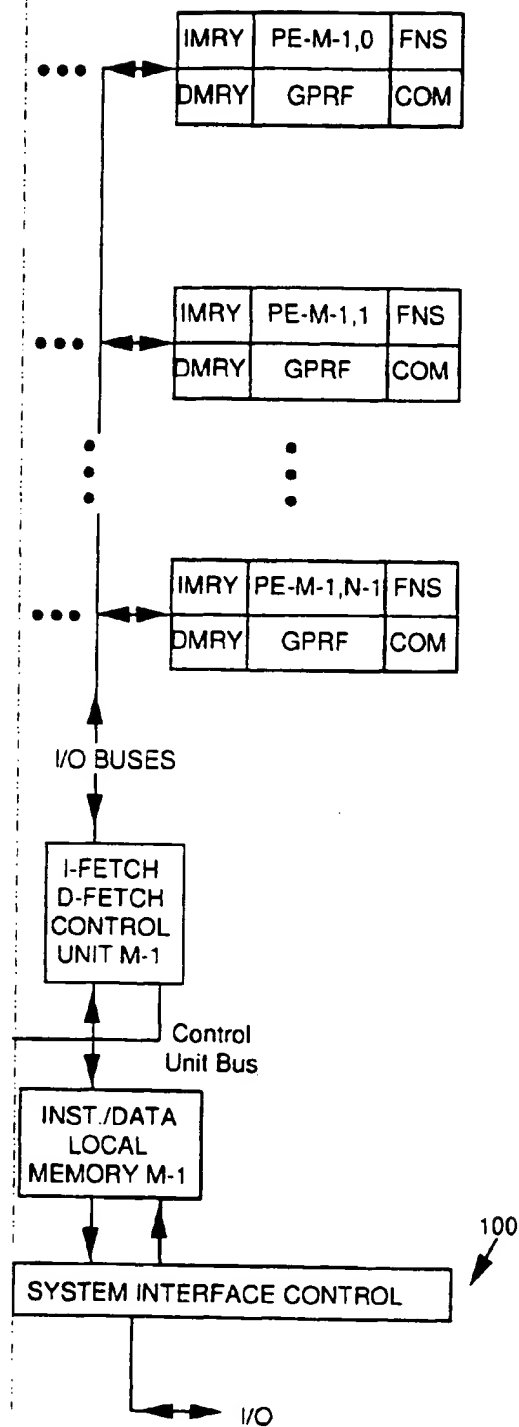 IMRY PE-M-1,0 FNS
DMRY GPRF COM
IMRY PE-M-1,1 FNS
DMRY GPRF COM
IMRY PE-M-1,N-1 FNS
DMRY GPRF COM
I/O BUSES
I-FETCH
D-FETCH
CONTROL
UNIT M-1
Control
Unit Bus
INST./DATA
LOCAL
MEMORY M-1
100
SYSTEM INTERFACE CONTROL
I/O